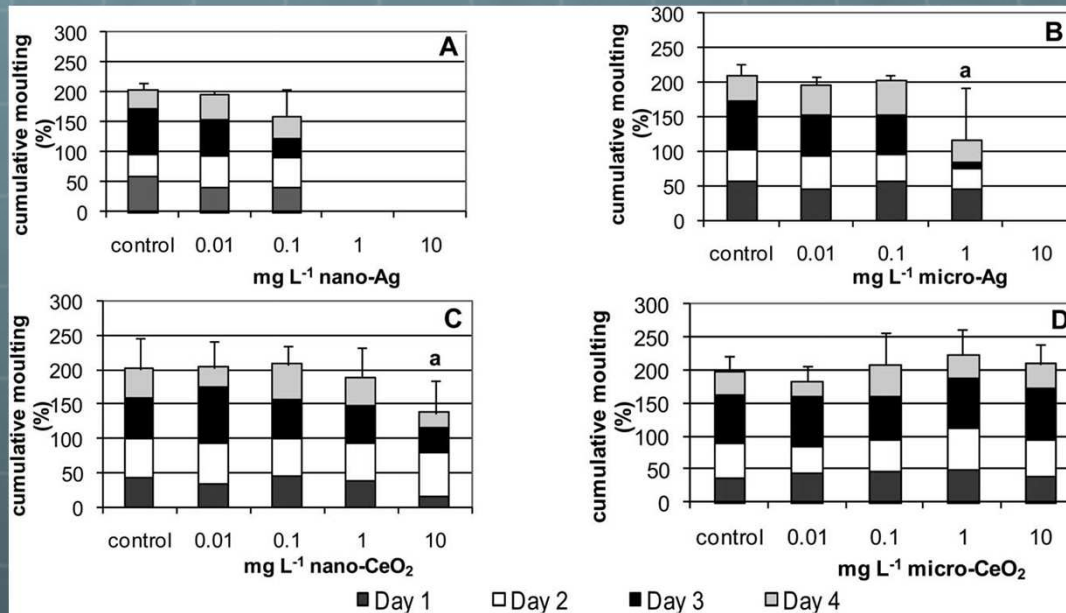 A
cumulative moulting
(%)
300
250
200
150
100
50
0
control 0.01 0.1 1 10
mg L⁻¹ nano-Ag
B
a
cumulative moulting
(%)
300
250
200
150
100
50
0
control 0.01 0.1 1 10
mg L⁻¹ micro-Ag
C
a
cumulative moulting
(%)
300
250
200
150
100
50
0
control 0.01 0.1 1 10
mg L⁻¹ nano-CeO₂
D
cumulative moulting
(%)
300
250
200
150
100
50
0
control 0.01 0.1 1 10
mg L⁻¹ micro-CeO₂
Day 1 Day 2 Day 3 Day 4